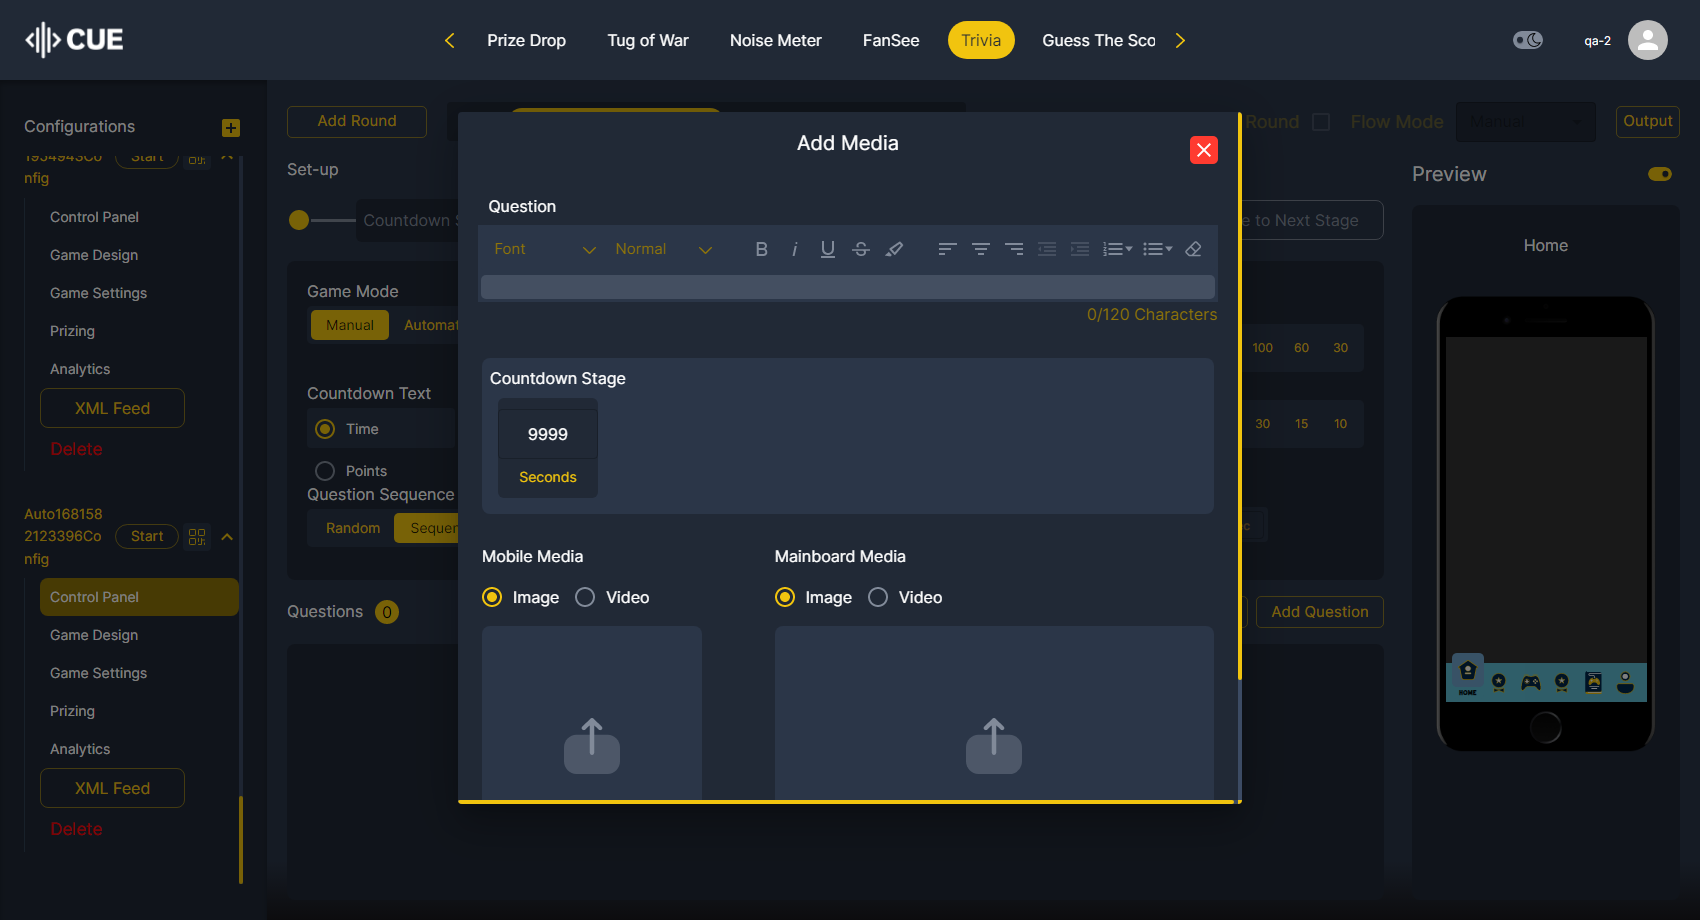 CUE
Prize Drop
Tug of War
Noise Meter
FanSee
Trivia
Guess The Sco
qa-2
Configurations
nfig
Start
Control Panel
Game Design
Game Settings
Prizing
Analytics
XML Feed
Delete
Auto168158
2123396Co
nfig
Start
Control Panel
Game Design
Game Settings
Prizing
Analytics
XML Feed
Delete
Add Round
Round
Flow Mode
Manual
Output
Set-up
Countdown S
e to Next Stage
Game Mode
Manual
Automat
Countdown Text
Time
Points
Question Sequence
Random
Sequen
100
60
30
30
15
10
c
Questions
0
Add Question
Add Media
Question
Font
Normal
B
i
U
S
0/120 Characters
Countdown Stage
9999
Seconds
Mobile Media
Image
Video
Mainboard Media
Image
Video
Preview
Home
HOME